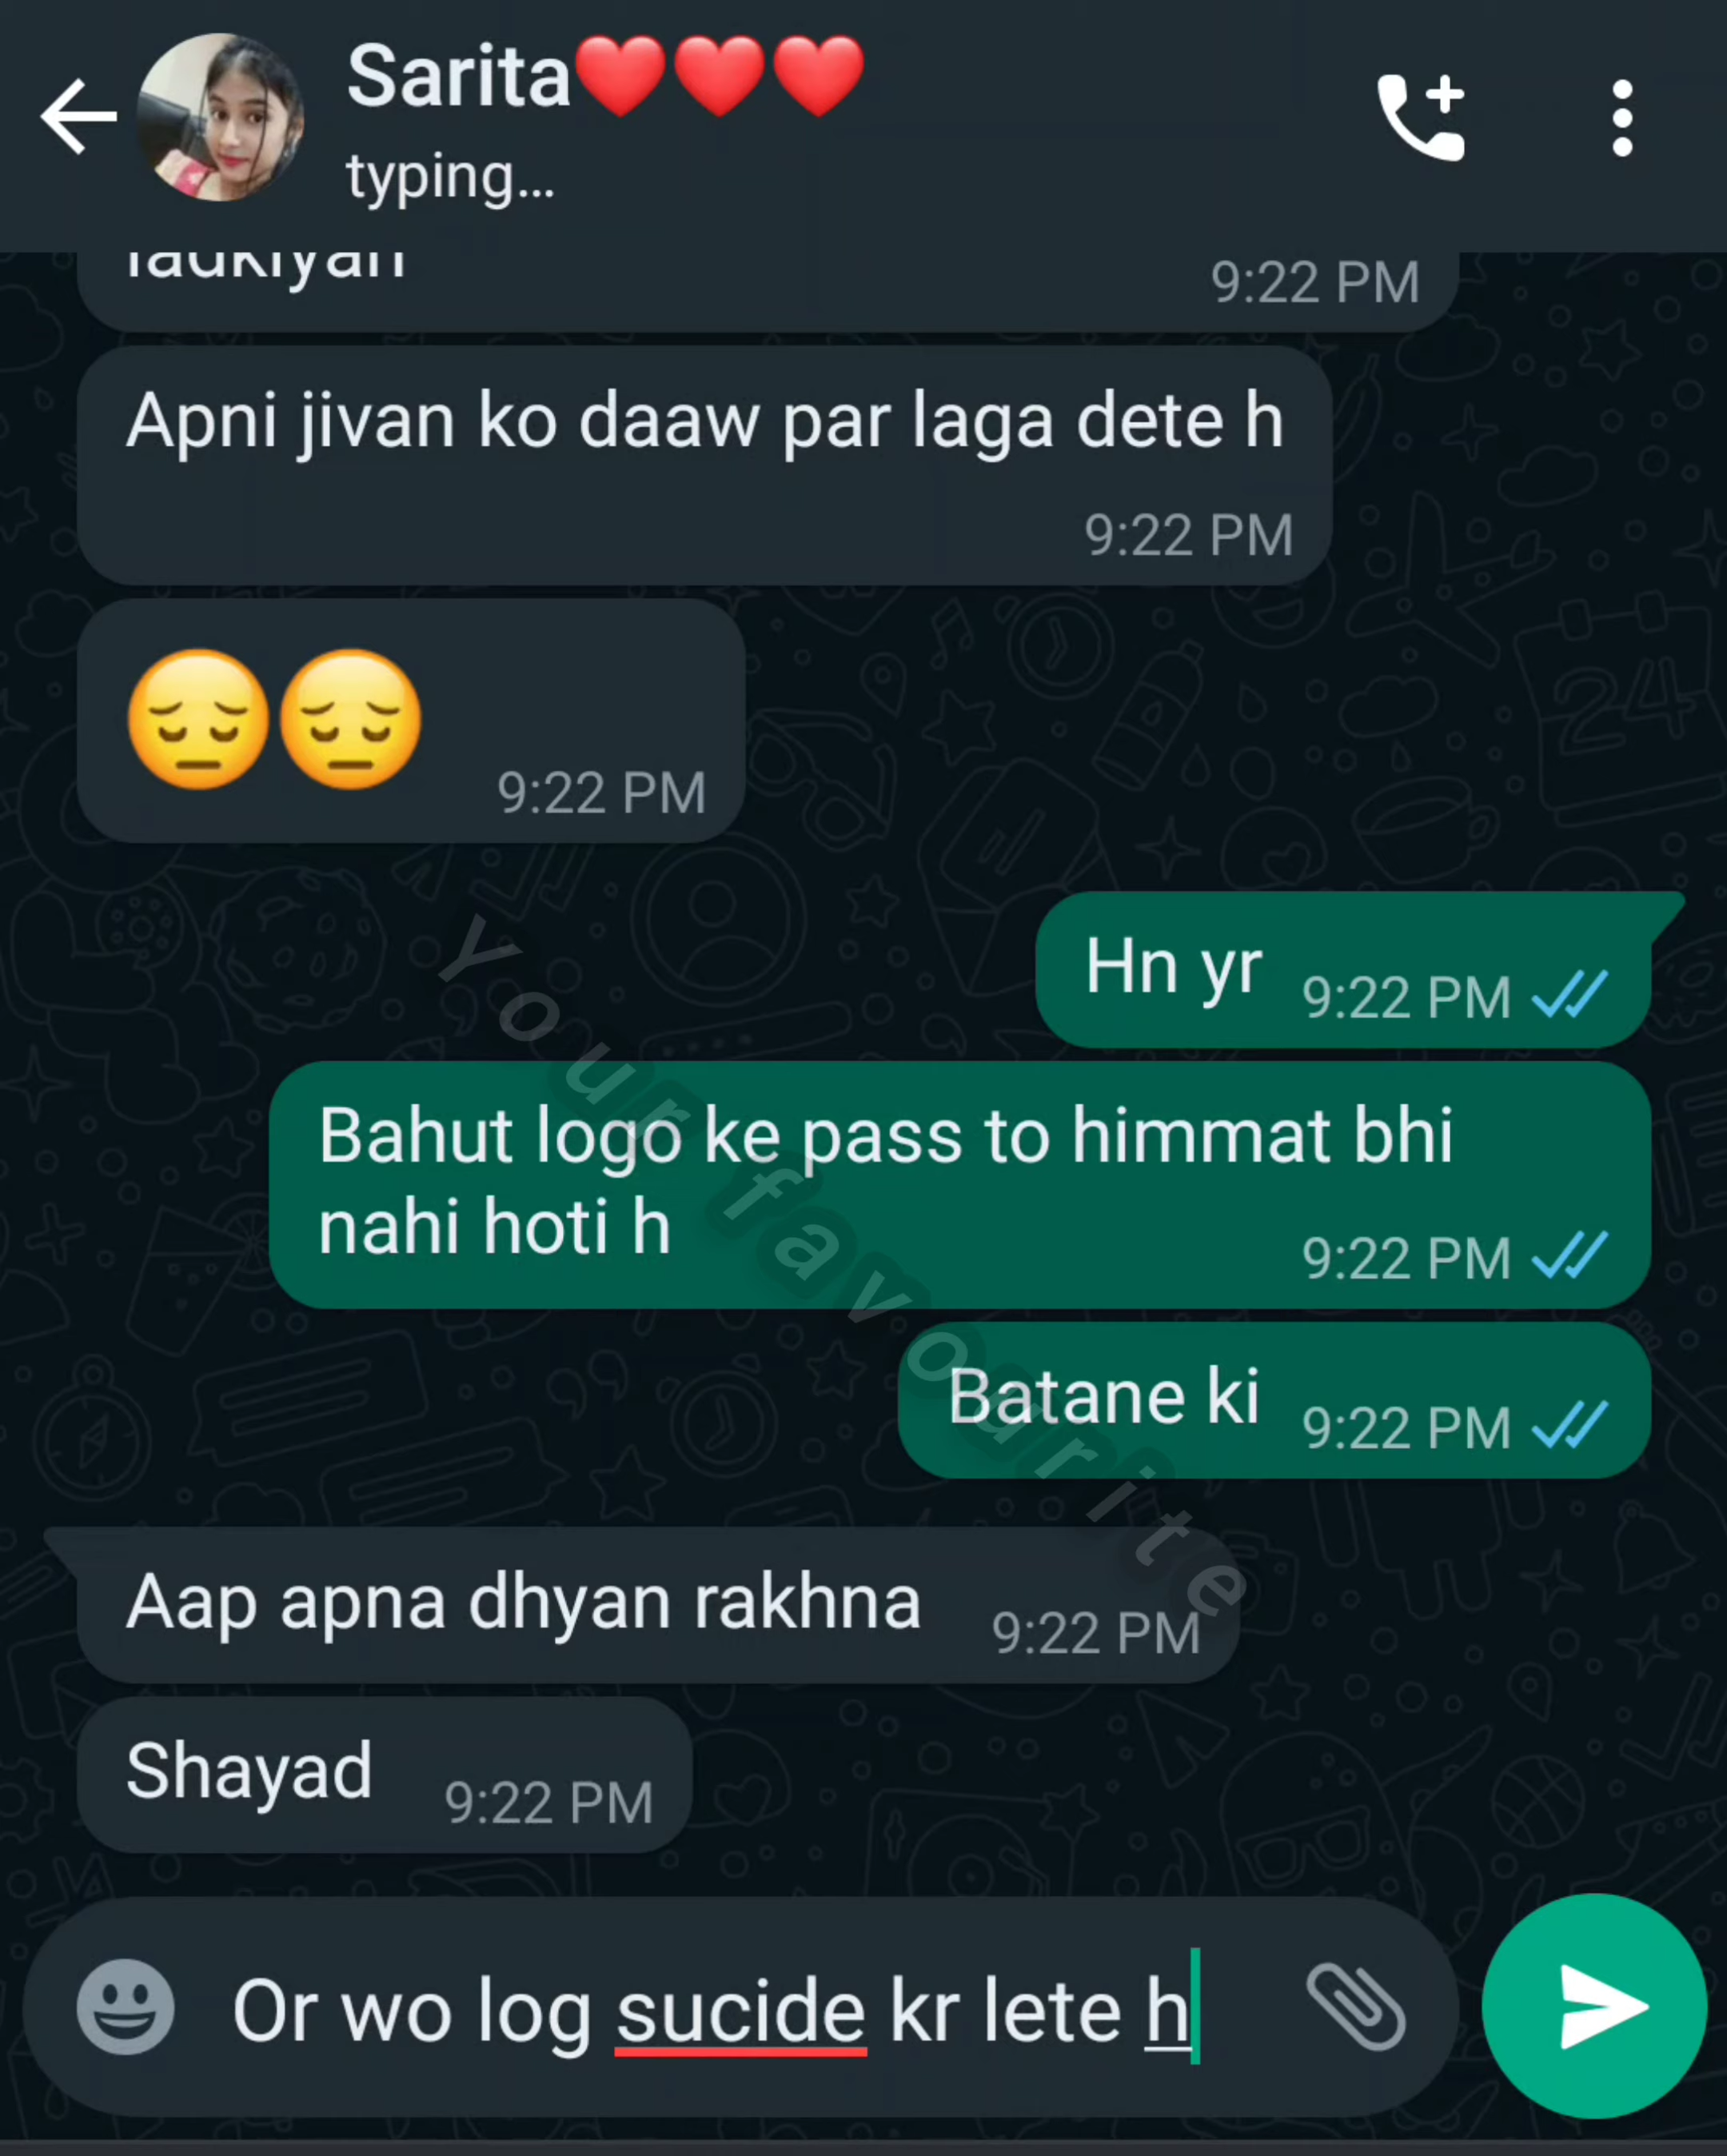 Sarita❤️❤️❤️
typing...
ladkiyan
9:22 PM
Apni jivan ko daaw par laga dete h
9:22 PM
😔😔
9:22 PM
Hn yr 9:22 PM
Bahut logo ke pass to himmat bhi
nahi hoti h
9:22 PM
Batane ki 9:22 PM
Aap apna dhyan rakhna 9:22 PM
Shayad 9:22 PM
Or wo log sucide kr lete h
Your favourite